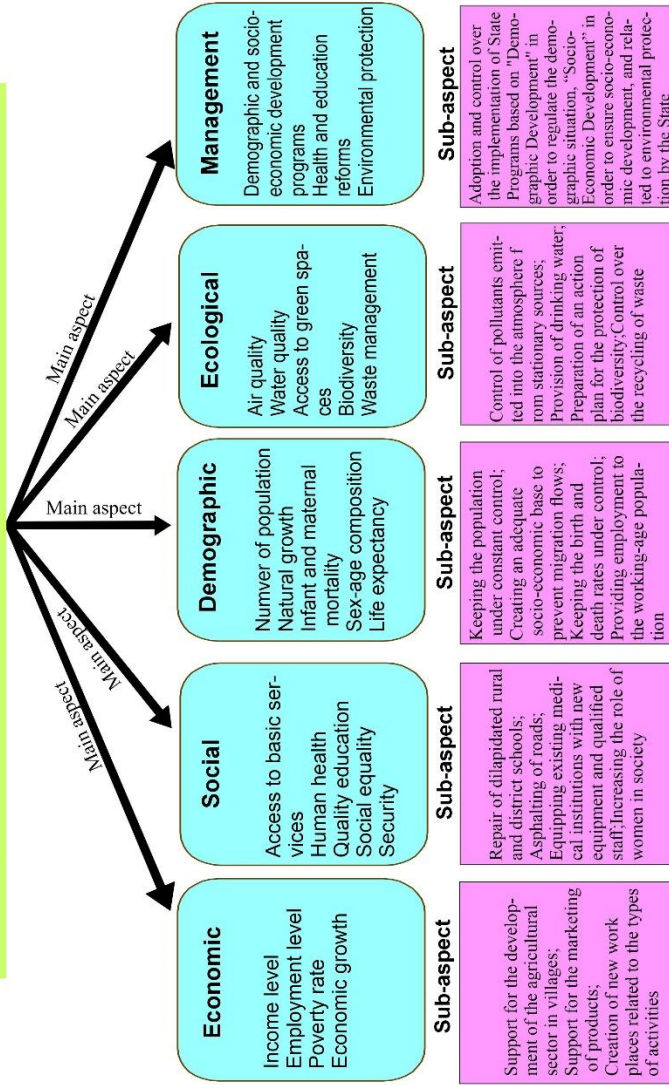 Main aspect
Main aspect
Main aspect
Main aspect
Main aspect
Economic
Income level
Employment level
Poverty rate
Economic growth
Social
Access to basic ser-
vices
Human health
Quality education
Social equality
Security
Demographic
Numver of population
Natural growth
Infant and maternal
mortality
Sex-age composition
Life expectancy
Ecological
Air quality
Water quality
Access to green spa-
ces
Biodiversity
Waste management
Management
Demographic and socio-
economic development
programs
Health and education
reforms
Environmental protection
Sub-aspect
Sub-aspect
Sub-aspect
Sub-aspect
Sub-aspect
Support for the develop-
ment of the agricultural
sector in villages;
Support for the marketing
of products;
Creation of new work
places related to the types
of activities
Repair of dilapidated rural
and district schools;
Asphalting of roads;
Equipping existing medi-
cal institutions with new
equipment and qualified
staff;Increasing the role of
women in society
Keeping the population
under constant control;
Creating an adequate
socio-economic base to
prevent migration flows;
Keeping the birth and
death rates under control;
Providing employment to
the working-age popula-
tion
Control of pollutants emit-
ted into the atmosphere f
rom stationary sources;
Provision of drinking water;
Preparation of an action
plan for the protection of
biodiversity;Control over
the recycling of waste
Adoption and control over
the implementation of State
Programs based on "Demo-
graphic Development" in
order to regulate the demo-
graphic situation, “Socio-
Economic Development” in
order to ensure socio-econo-
mic development, and rela-
ted to environmental protec-
tion by the State